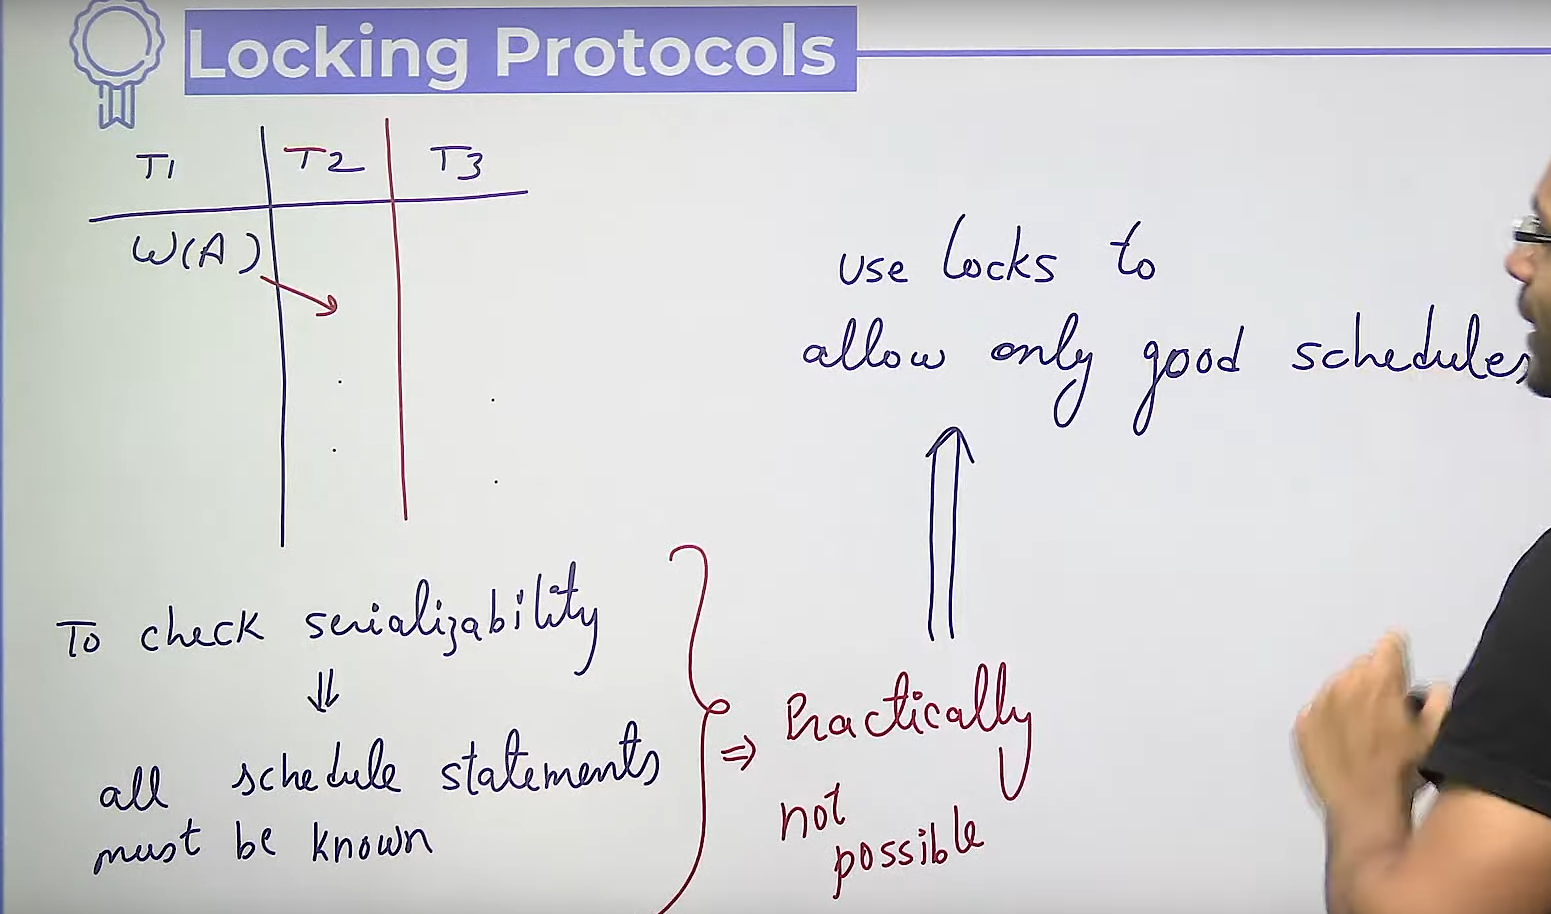 Locking Protocols
T1 T2 T3
W(A)
use locks to
allow only good schedules
To check serializability
⇓
all schedule statements
must be known
⇒ Practically
not
possible